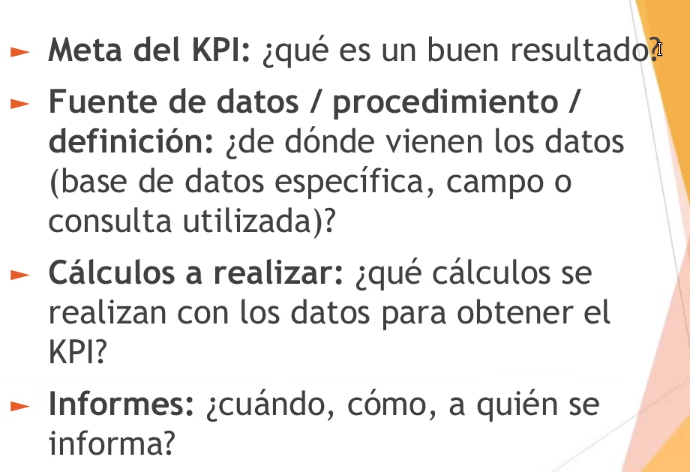 ► Meta del KPI: ¿qué es un buen resultado?
► Fuente de datos / procedimiento /
definición: ¿de dónde vienen los datos
(base de datos específica, campo o
consulta utilizada)?
► Cálculos a realizar: ¿qué cálculos se
realizan con los datos para obtener el
KPI?
► Informes: ¿cuándo, cómo, a quién se
informa?